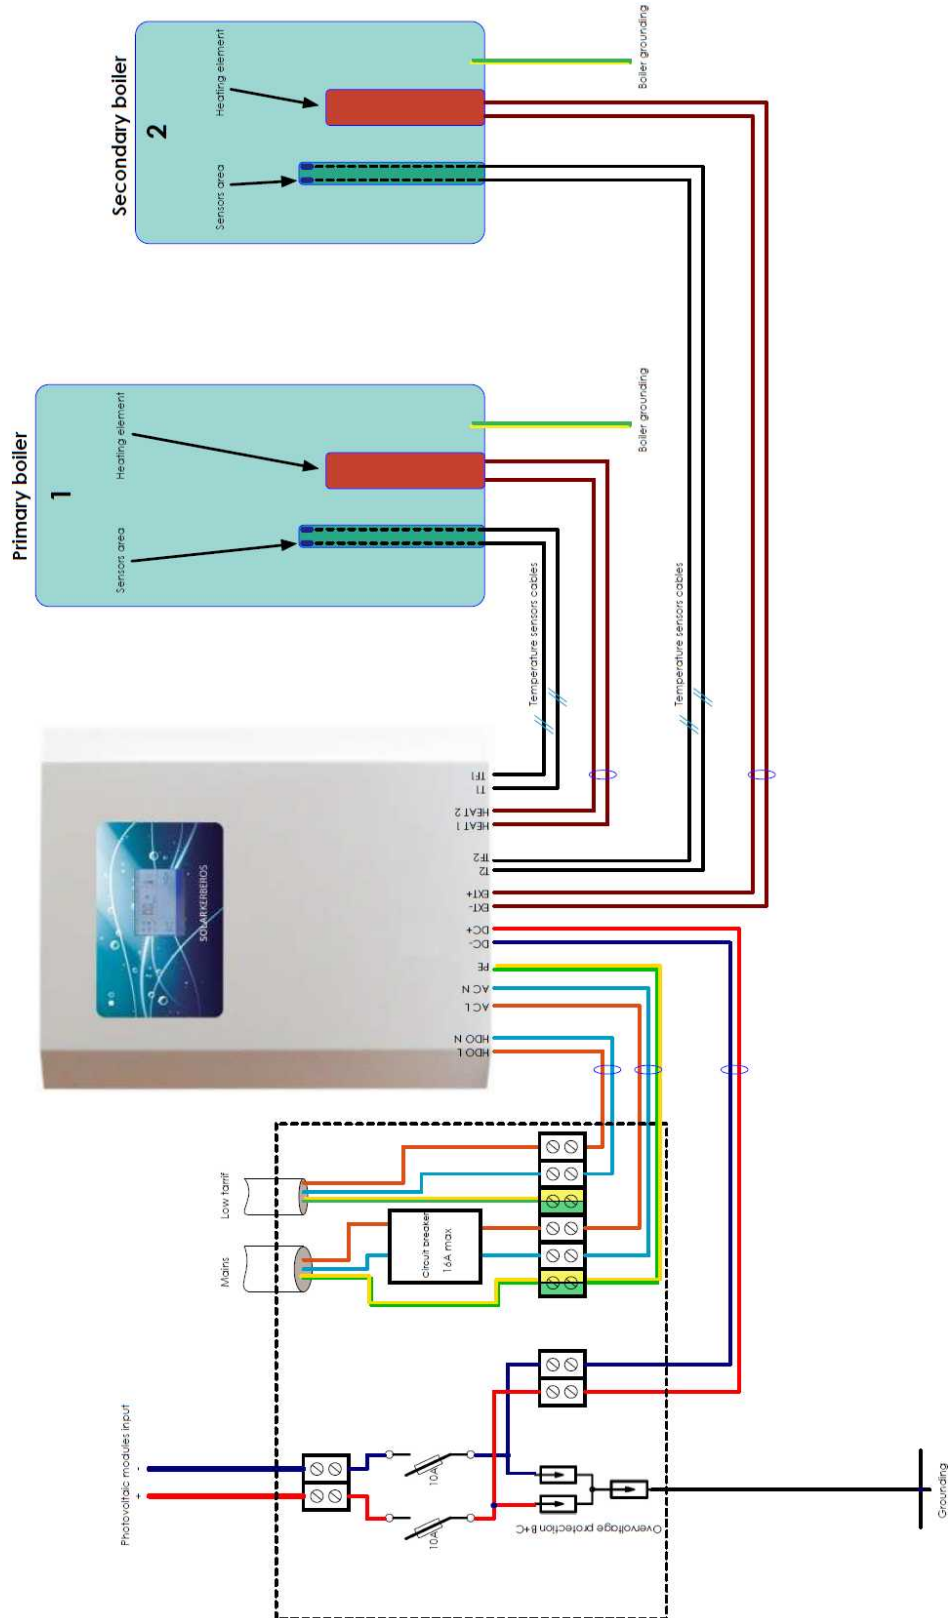 Secondary boiler
2
Heating element
Sensors area
Boiler grounding
Primary boiler
1
Heating element
Sensors area
Boiler grounding
Temperature sensors cables
Temperature sensors cables
SOLARKERBEROS
TF1
T1
HEAT 2
HEAT 1
TF2
T2
EXT+
EXT-
DC+
DC-
PE
AC N
AC L
HDO N
HDO L
Low tarrif
Mains
Circuit breaker
16A max
Photovoltaic modules input
-
+
10A
10A
Overvoltage protection B+C
Grounding